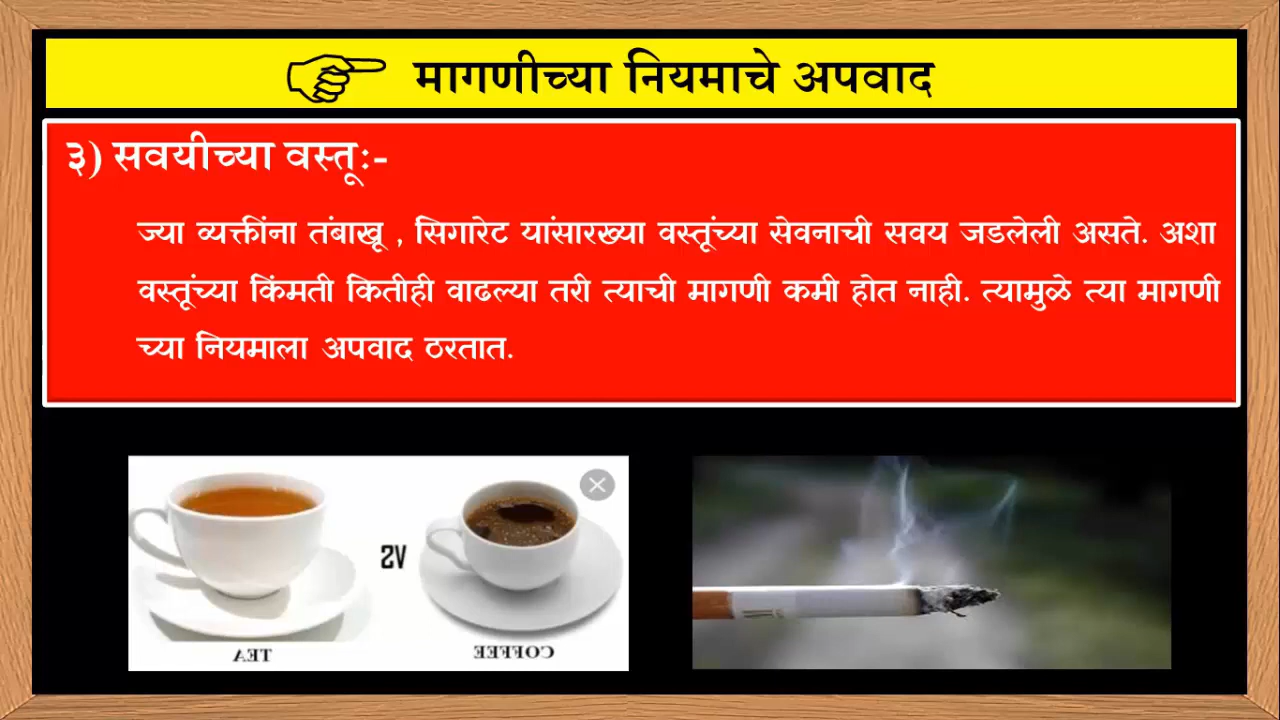 मागणीच्या नियमाचे अपवाद
३) सवयीच्या वस्तूः-
ज्या व्यक्तींना तंबाखू , सिगारेट यांसारख्या वस्तूंच्या सेवनाची सवय जडलेली असते. अशा
वस्तूंच्या किंमती कितीही वाढल्या तरी त्याची मागणी कमी होत नाही. त्यामुळे त्या मागणी
च्या नियमाला अपवाद ठरतात.
VS
TEA
COFFEE